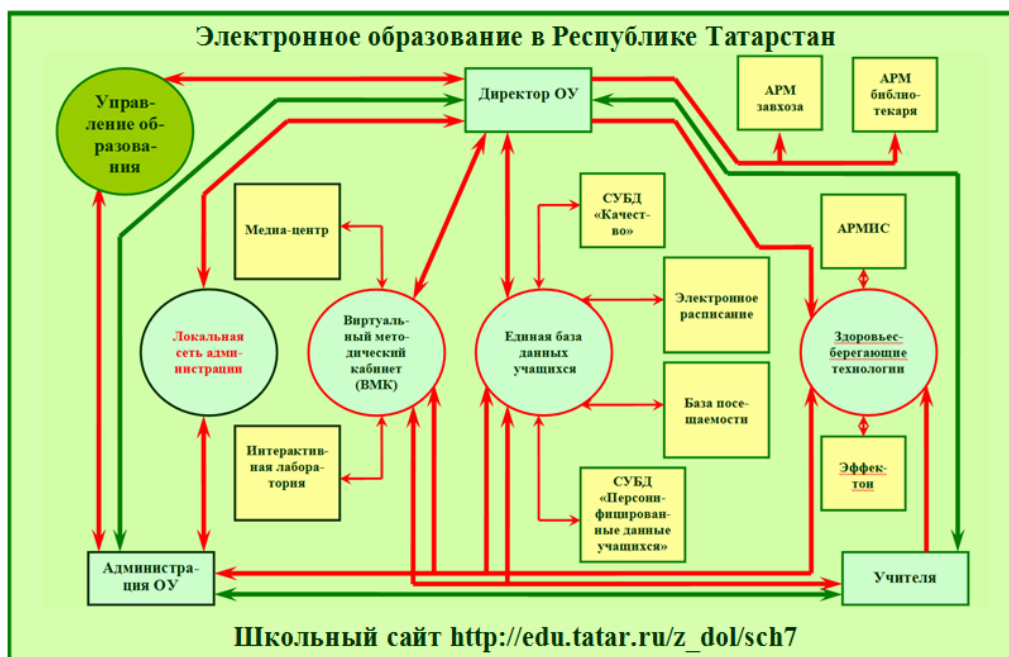 Электронное образование в Республике Татарстан
Управ-
ление об-
разова-
ния
Директор ОУ
АРМ
завхоза
АРМ
библио-
текаря
Медиа-центр
СУБД
«Качест-
во»
АРМИС
Электронное
расписание
Локальная
сеть адми-
нистрации
Виртуаль-
ный мето-
дический
кабинет
(ВМК)
Единая база
данных
учащихся
Здоровьес-
берегающие
технологии
База посе-
щаемости
Интерактив-
ная лабора-
тория
СУБД
«Персони-
фицирован-
ные данные
учащихся»
Эффек-
тон
Администра-
ция ОУ
Учителя
Школьный сайт http://edu.tatar.ru/z_dol/sch7